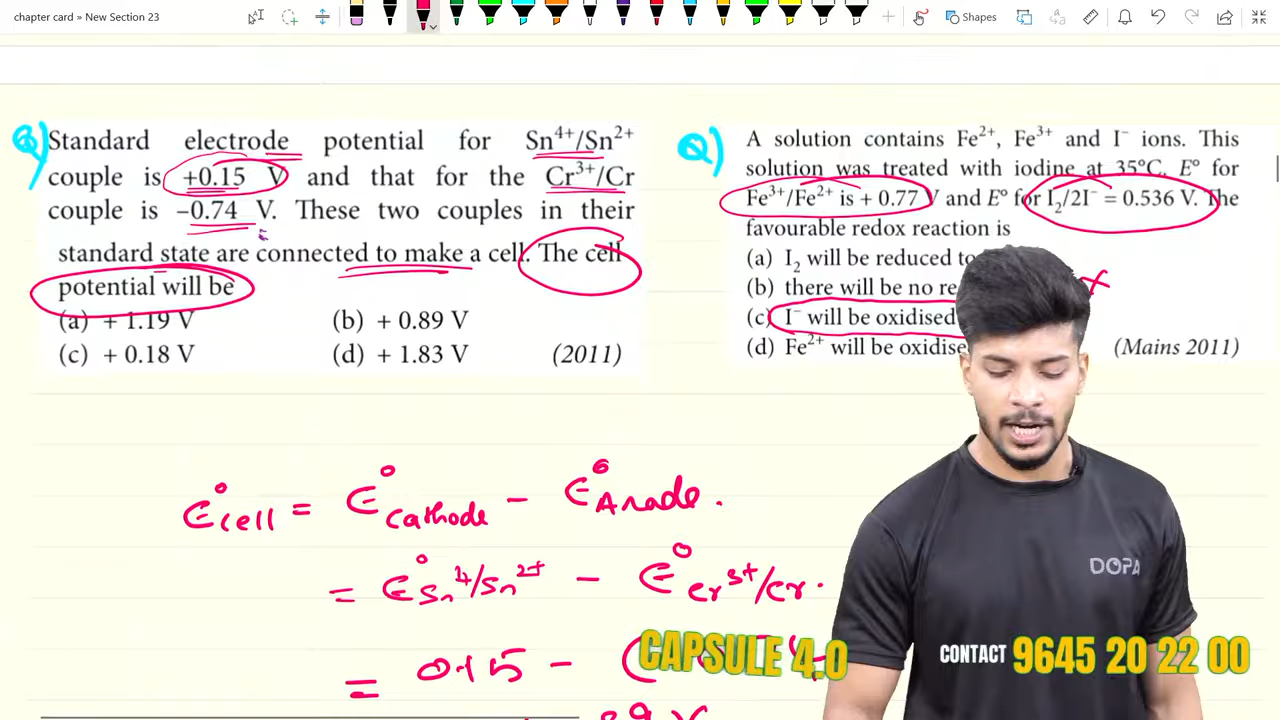 chapter card » New Section 23
Shapes
Q) Standard electrode potential for Sn⁴⁺/Sn²⁺
couple is +0.15 V and that for the Cr³⁺/Cr
couple is −0.74 V. These two couples in their
standard state are connected to make a cell. The cell
potential will be
(a) + 1.19 V (b) + 0.89 V
(c) + 0.18 V (d) + 1.83 V (2011)
Q) A solution contains Fe²⁺, Fe³⁺ and I⁻ ions. This
solution was treated with iodine at 35°C. E° for
Fe³⁺/Fe²⁺ is + 0.77 V and E° for I₂/2I⁻ = 0.536 V. The
favourable redox reaction is
(a) I₂ will be reduced to
(b) there will be no
(c) I⁻ will be oxidised
(d) Fe²⁺ will be (Mains 2011)
E°cell = E°Cathode − E°Anode.
= E°Sn⁴⁺/Sn²⁺ − E°Cr³⁺/Cr.
= 0.15 − (
DOPA
CAPSULE 4.0
CONTACT 9645 20 22 00